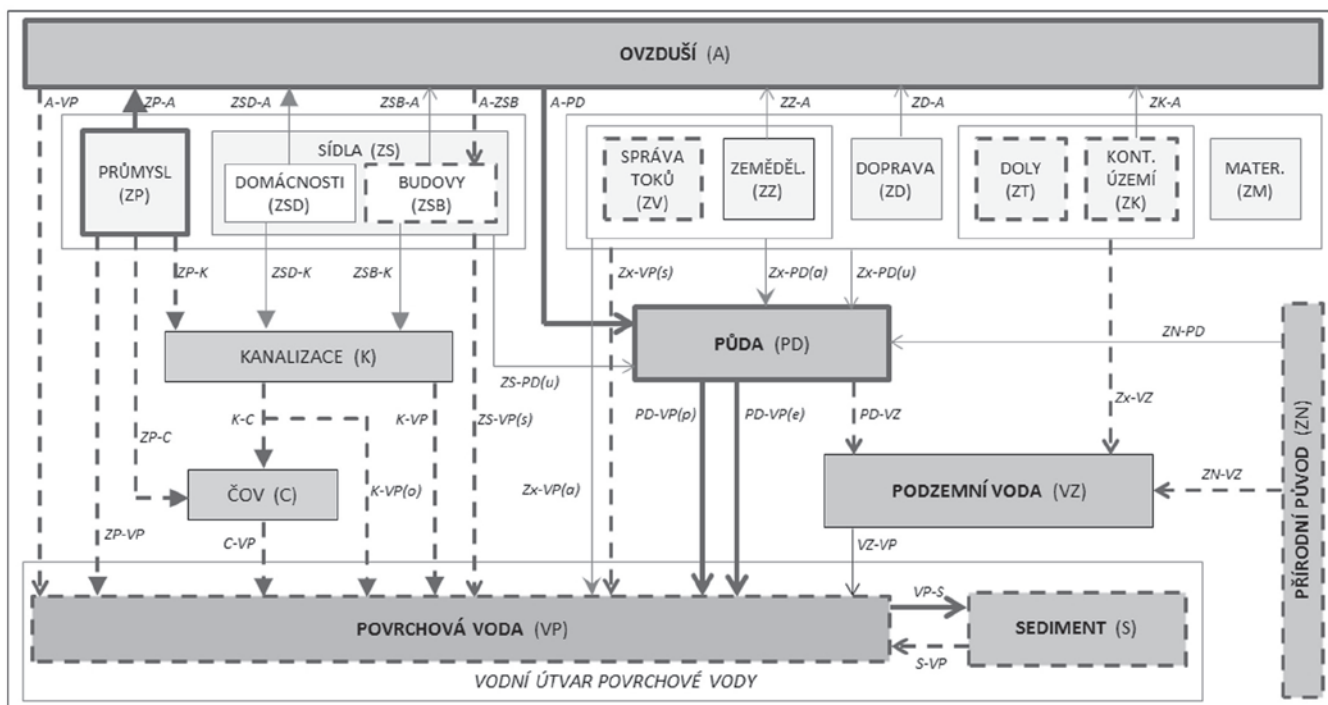 OVZDUŠÍ (A)
A-VP
ZP-A
ZSD-A
ZSB-A
A-ZSB
A-PD
ZZ-A
ZD-A
ZK-A
PRŮMYSL
(ZP)
SÍDLA (ZS)
DOMÁCNOSTI
(ZSD)
BUDOVY
(ZSB)
SPRÁVA
TOKŮ
(ZV)
ZEMĚDĚL.
(ZZ)
DOPRAVA
(ZD)
DOLY
(ZT)
KONT.
ÚZEMÍ
(ZK)
MATER.
(ZM)
ZP-K
ZSD-K
ZSB-K
Zx-VP(s)
Zx-PD(a)
Zx-PD(u)
KANALIZACE (K)
PŮDA (PD)
ZN-PD
ZS-PD(u)
ZP-C
K-C
K-VP
ZS-VP(s)
PD-VP(p)
PD-VP(e)
PD-VZ
Zx-VZ
ČOV (C)
K-VP(o)
Zx-VP(a)
PODZEMNÍ VODA (VZ)
ZN-VZ
PŘÍRODNÍ PŮVOD (ZN)
ZP-VP
C-VP
VZ-VP
POVRCHOVÁ VODA (VP)
VP-S
SEDIMENT (S)
S-VP
VODNÍ ÚTVAR POVRCHOVÉ VODY